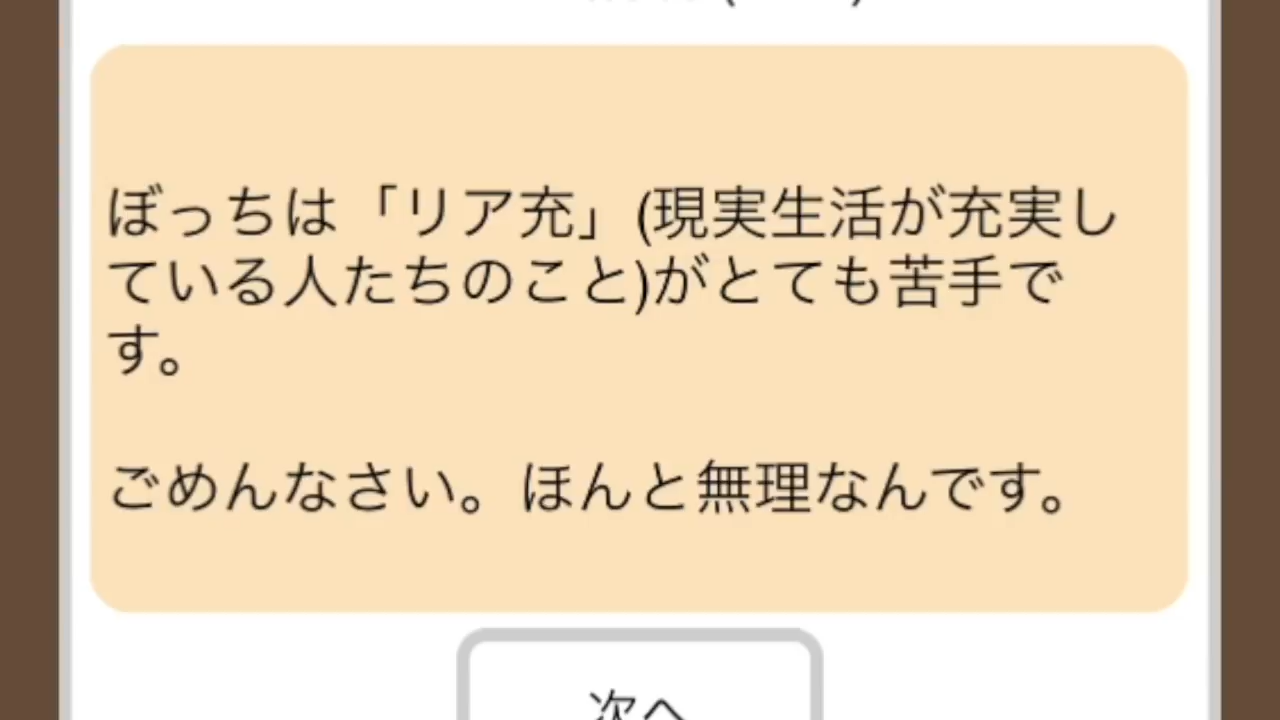 ぼっちは「リア充」(現実生活が充実し
ている人たちのこと)がとても苦手で
す。
ごめんなさい。ほんと無理なんです。
次へ